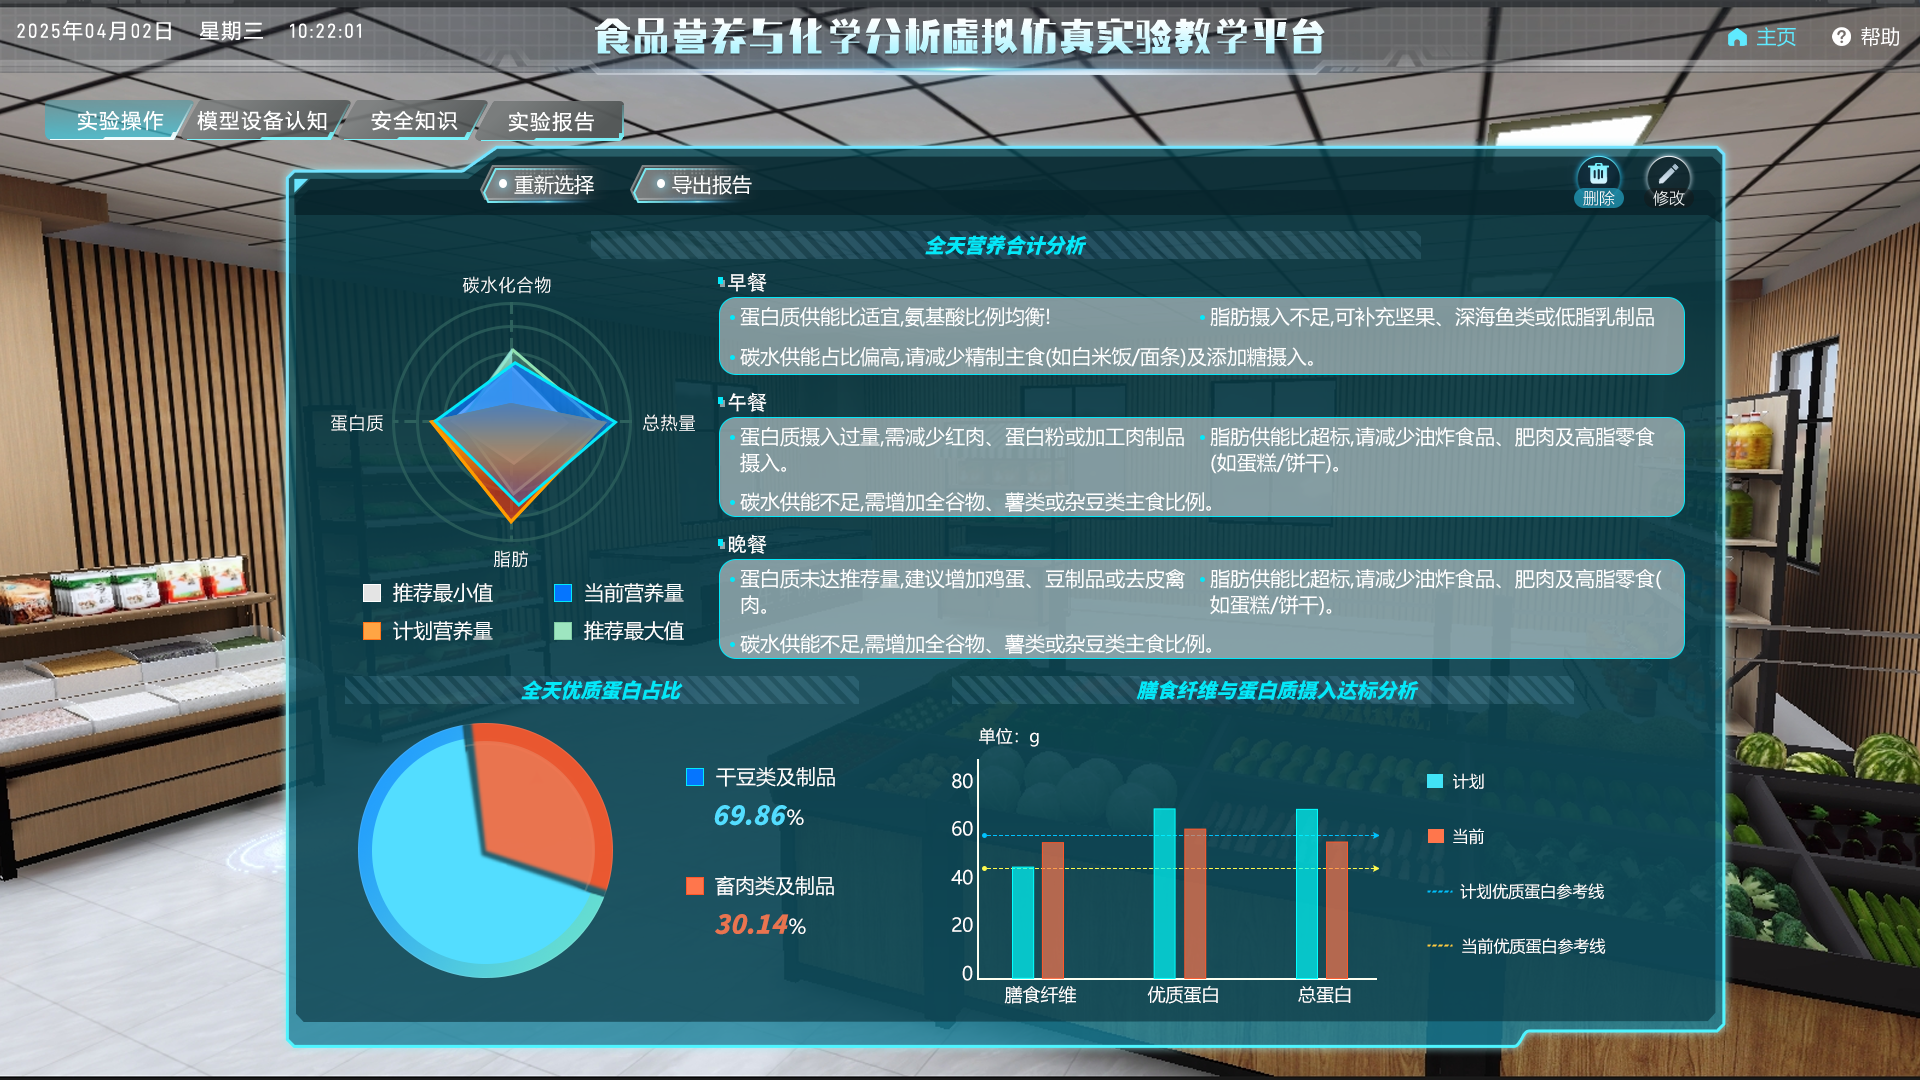 2025年04月02日 星期三 10:22:01
食品营养与化学分析虚拟仿真实验教学平台
主页 帮助
实验操作 模型设备认知 安全知识 实验报告
重新选择 导出报告
删除 修改
全天营养合计分析
碳水化合物
蛋白质 总热量
脂肪
推荐最小值 当前营养量
计划营养量 推荐最大值
早餐
蛋白质供能比适宜,氨基酸比例均衡!
脂肪摄入不足,可补充坚果、深海鱼类或低脂乳制品
碳水供能占比偏高,请减少精制主食(如白米饭/面条)及添加糖摄入。
午餐
蛋白质摄入过量,需减少红肉、蛋白粉或加工肉制品
摄入。
脂肪供能比超标,请减少油炸食品、肥肉及高脂零食
(如蛋糕/饼干)。
碳水供能不足,需增加全谷物、薯类或杂豆类主食比例。
晚餐
蛋白质未达推荐量,建议增加鸡蛋、豆制品或去皮禽
肉。
脂肪供能比超标,请减少油炸食品、肥肉及高脂零食(
如蛋糕/饼干)。
碳水供能不足,需增加全谷物、薯类或杂豆类主食比例。
全天优质蛋白占比
干豆类及制品
69.86%
畜肉类及制品
30.14%
膳食纤维与蛋白质摄入达标分析
单位：g
80
60
40
20
0
膳食纤维 优质蛋白 总蛋白
计划
当前
计划优质蛋白参考线
当前优质蛋白参考线